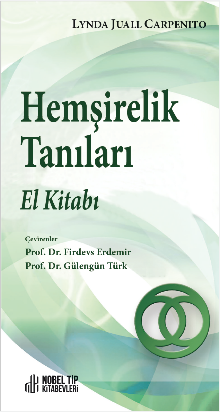 LYNDA JUALL CARPENITO
Hemşirelik
Tanıları
El Kitabı
Çevirenler
Prof. Dr. Firdevs Erdemir
Prof. Dr. Gülengün Türk
NOBEL TIP
KİTABEVLERİ